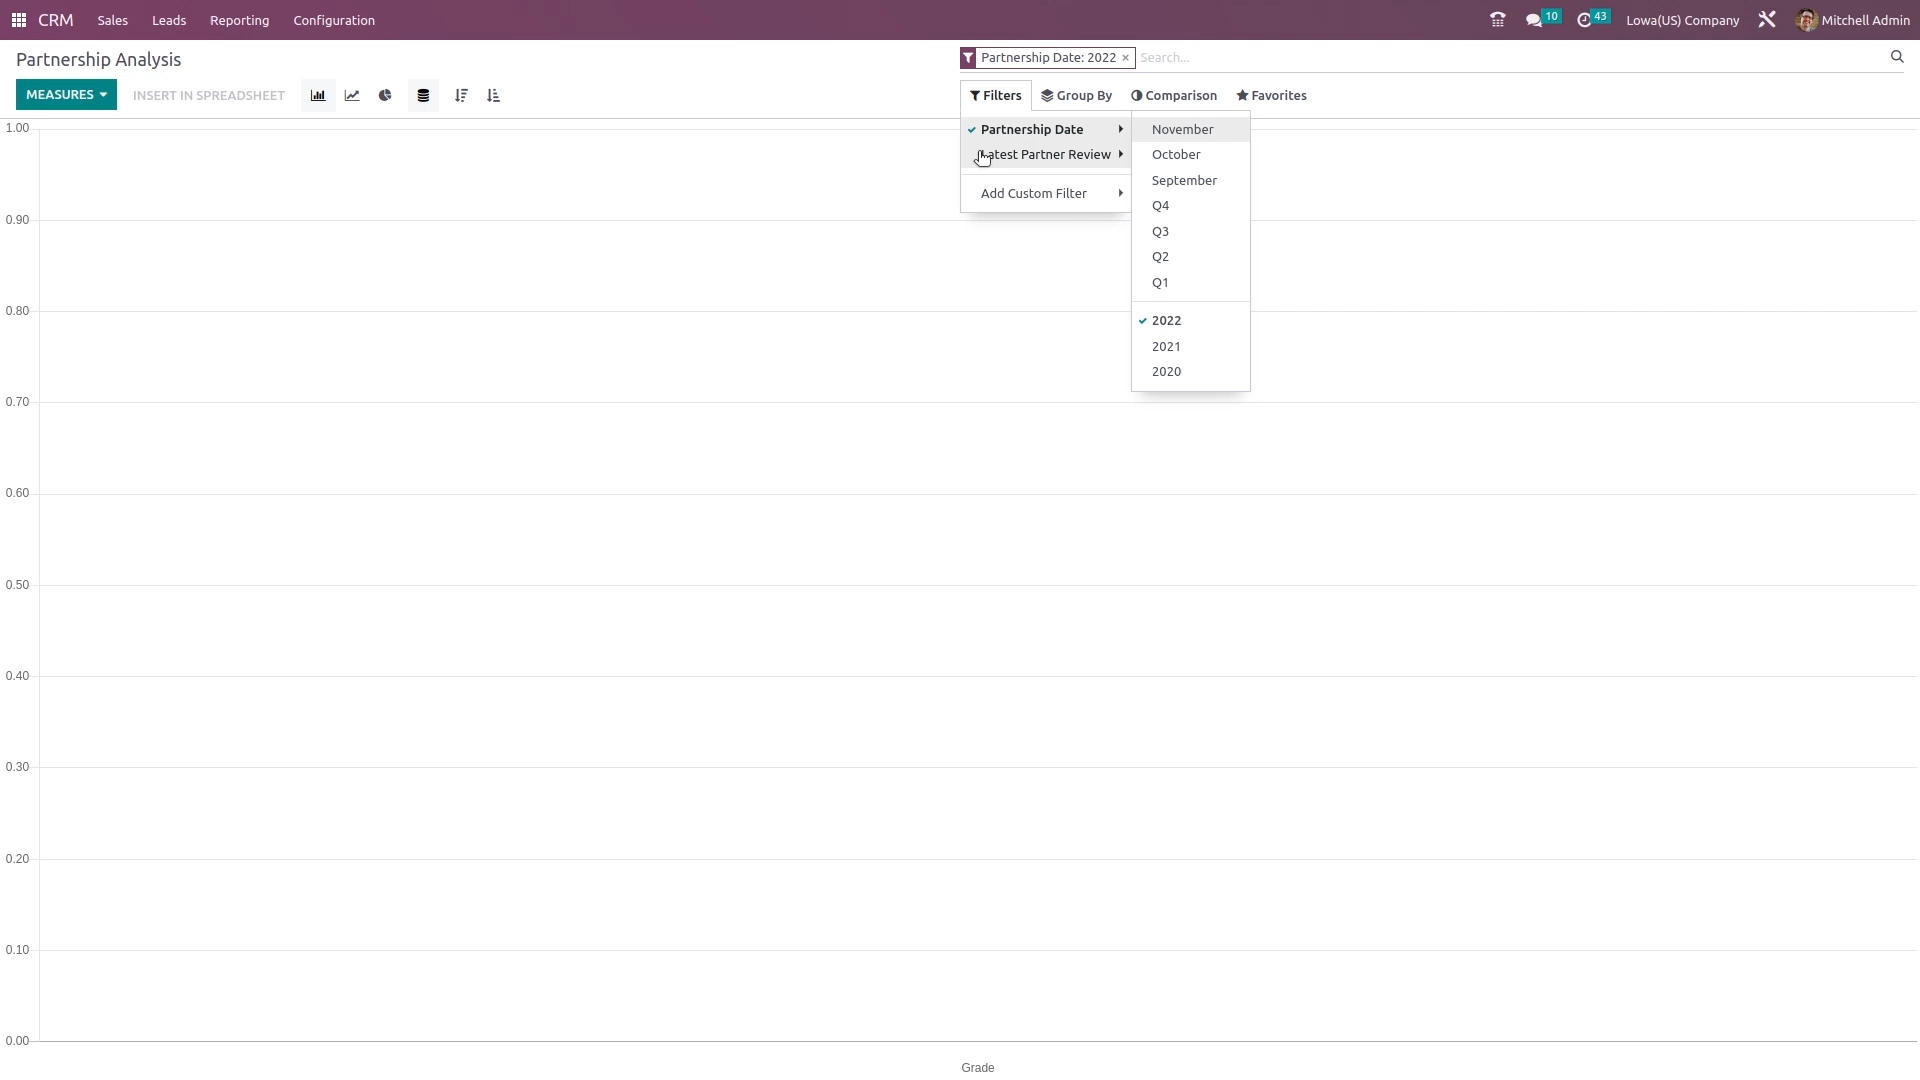 CRM Sales Leads Reporting Configuration 10 43 Lowa(US) Company Mitchell Admin
Partnership Analysis
Partnership Date: 2022 × Search...
MEASURES INSERT IN SPREADSHEET
Filters Group By Comparison Favorites
Partnership Date
Latest Partner Review
Add Custom Filter
November
October
September
Q4
Q3
Q2
Q1
2022
2021
2020
1.00
0.90
0.80
0.70
0.60
0.50
0.40
0.30
0.20
0.10
0.00
Grade